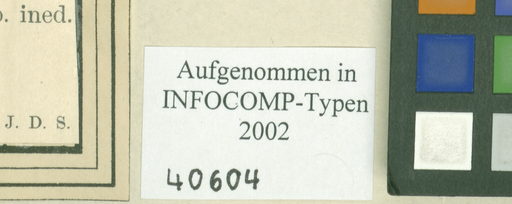 o. ined.
J. D. S.
Aufgenommen in
INFOCOMP-Typen
2002
40604